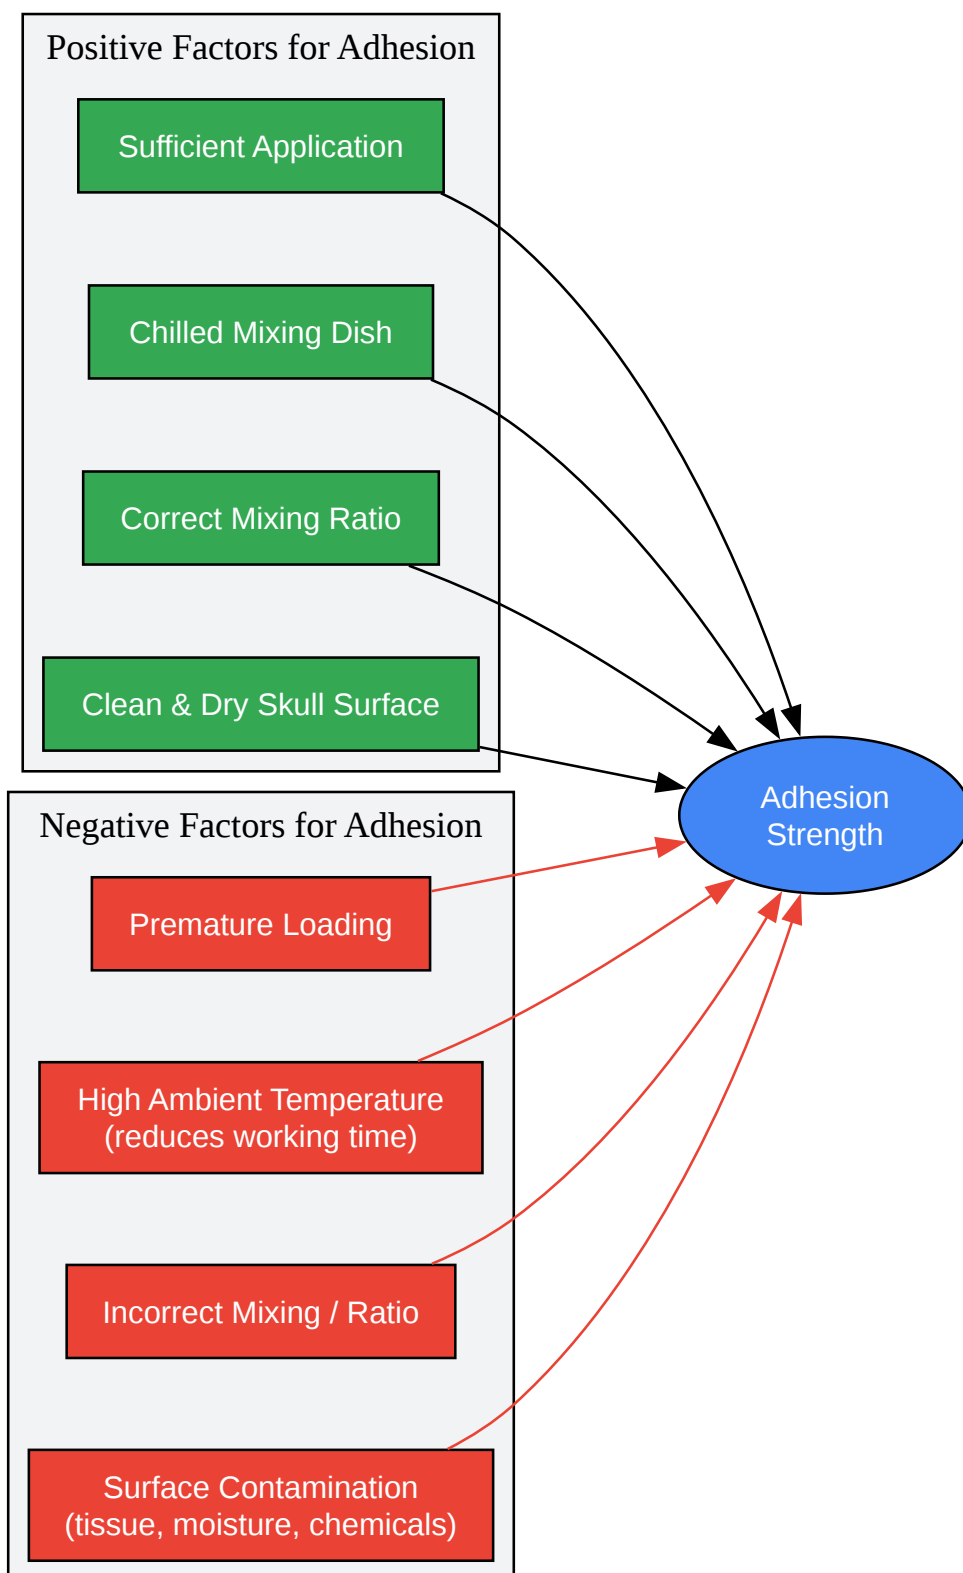 Positive Factors for Adhesion
Sufficient Application
Chilled Mixing Dish
Correct Mixing Ratio
Clean & Dry Skull Surface
Adhesion
Strength
Negative Factors for Adhesion
Premature Loading
High Ambient Temperature
(reduces working time)
Incorrect Mixing / Ratio
Surface Contamination
(tissue, moisture, chemicals)